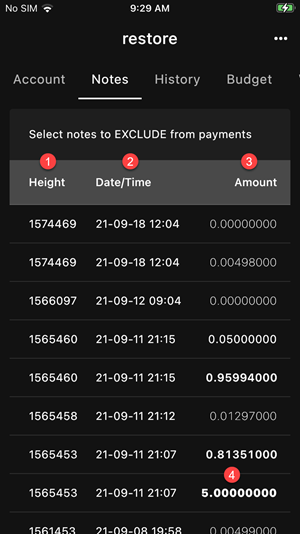 No SIM 9:29 AM
restore
Account Notes History Budget
Select notes to EXCLUDE from payments
1 2 3
Height Date/Time Amount
1574469 21-09-18 12:04 0.00000000
1574469 21-09-18 12:04 0.00498000
1566097 21-09-12 09:04 0.00000000
1565460 21-09-11 21:15 0.05000000
1565460 21-09-11 21:15 0.95994000
1565458 21-09-11 21:12 0.01297000
1565453 21-09-11 21:07 0.81351000
4
1565453 21-09-11 21:07 5.00000000
1561453 21-09-08 19:58 0.00499000